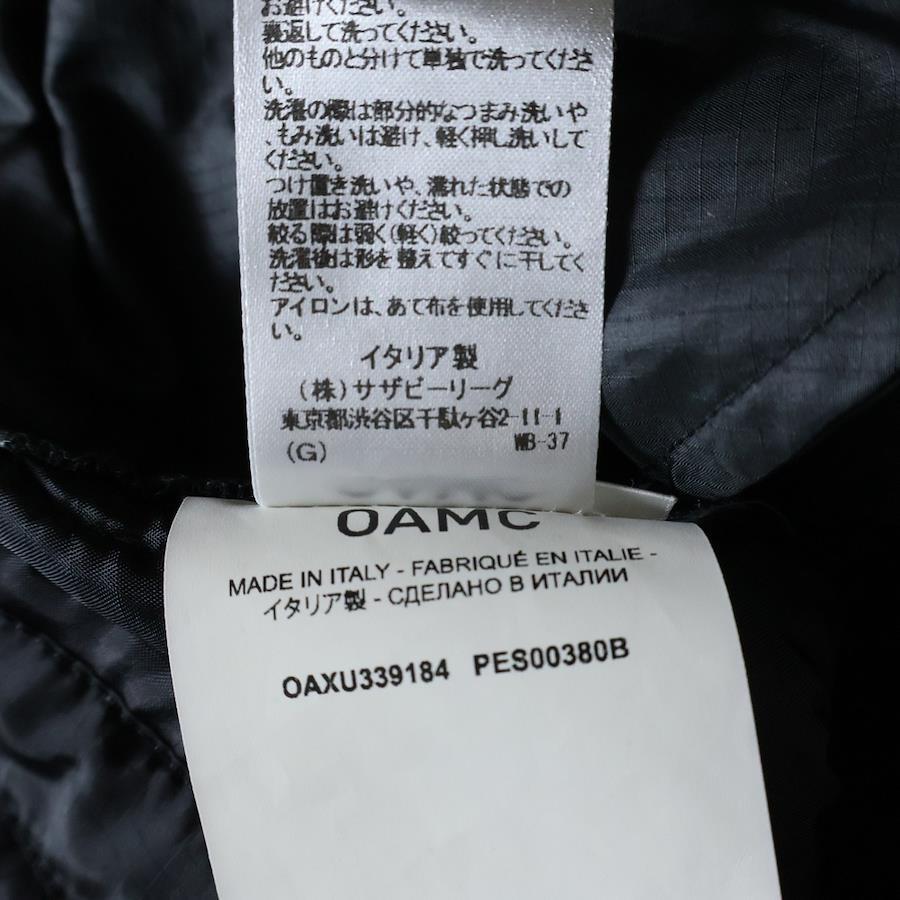 お避けください。
裏返して洗ってください。
他のものと分けて単独で洗ってくださ
い。
洗濯の際は部分的なつまみ洗いや
、もみ洗いは避け、軽く押し洗いして
ください。
つけ置き洗いや、濡れた状態での
放置はお避けください。
絞る際は弱く(軽く)絞ってください。
洗濯後は形を整えてすぐに干してく
ださい。
アイロンは、あて布を使用してくださ
い。
イタリア製
(株)サザビーリーグ
東京都渋谷区千駄ヶ谷2-11-1
(G) WB-37
OAMC
MADE IN ITALY - FABRIQUÉ EN ITALIE -
イタリア製 - СДЕЛАНО В ИТАЛИИ
OAXU339184 PES00380B